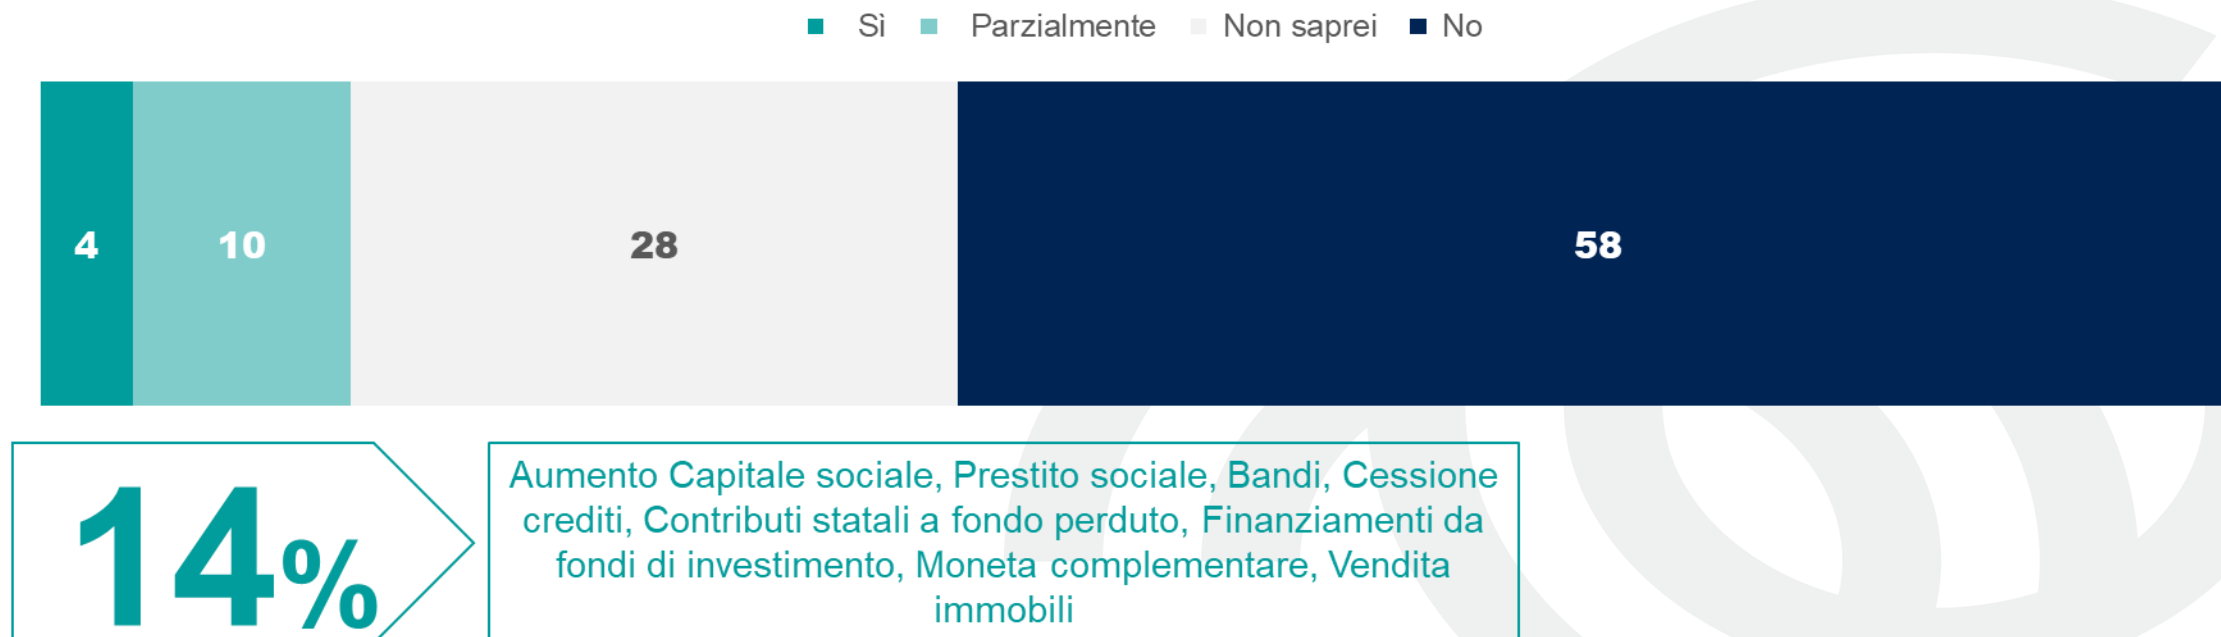 Sì Parzialmente Non saprei No
4 10 28 58
14%
Aumento Capitale sociale, Prestito sociale, Bandi, Cessione
crediti, Contributi statali a fondo perduto, Finanziamenti da
fondi di investimento, Moneta complementare, Vendita
immobili